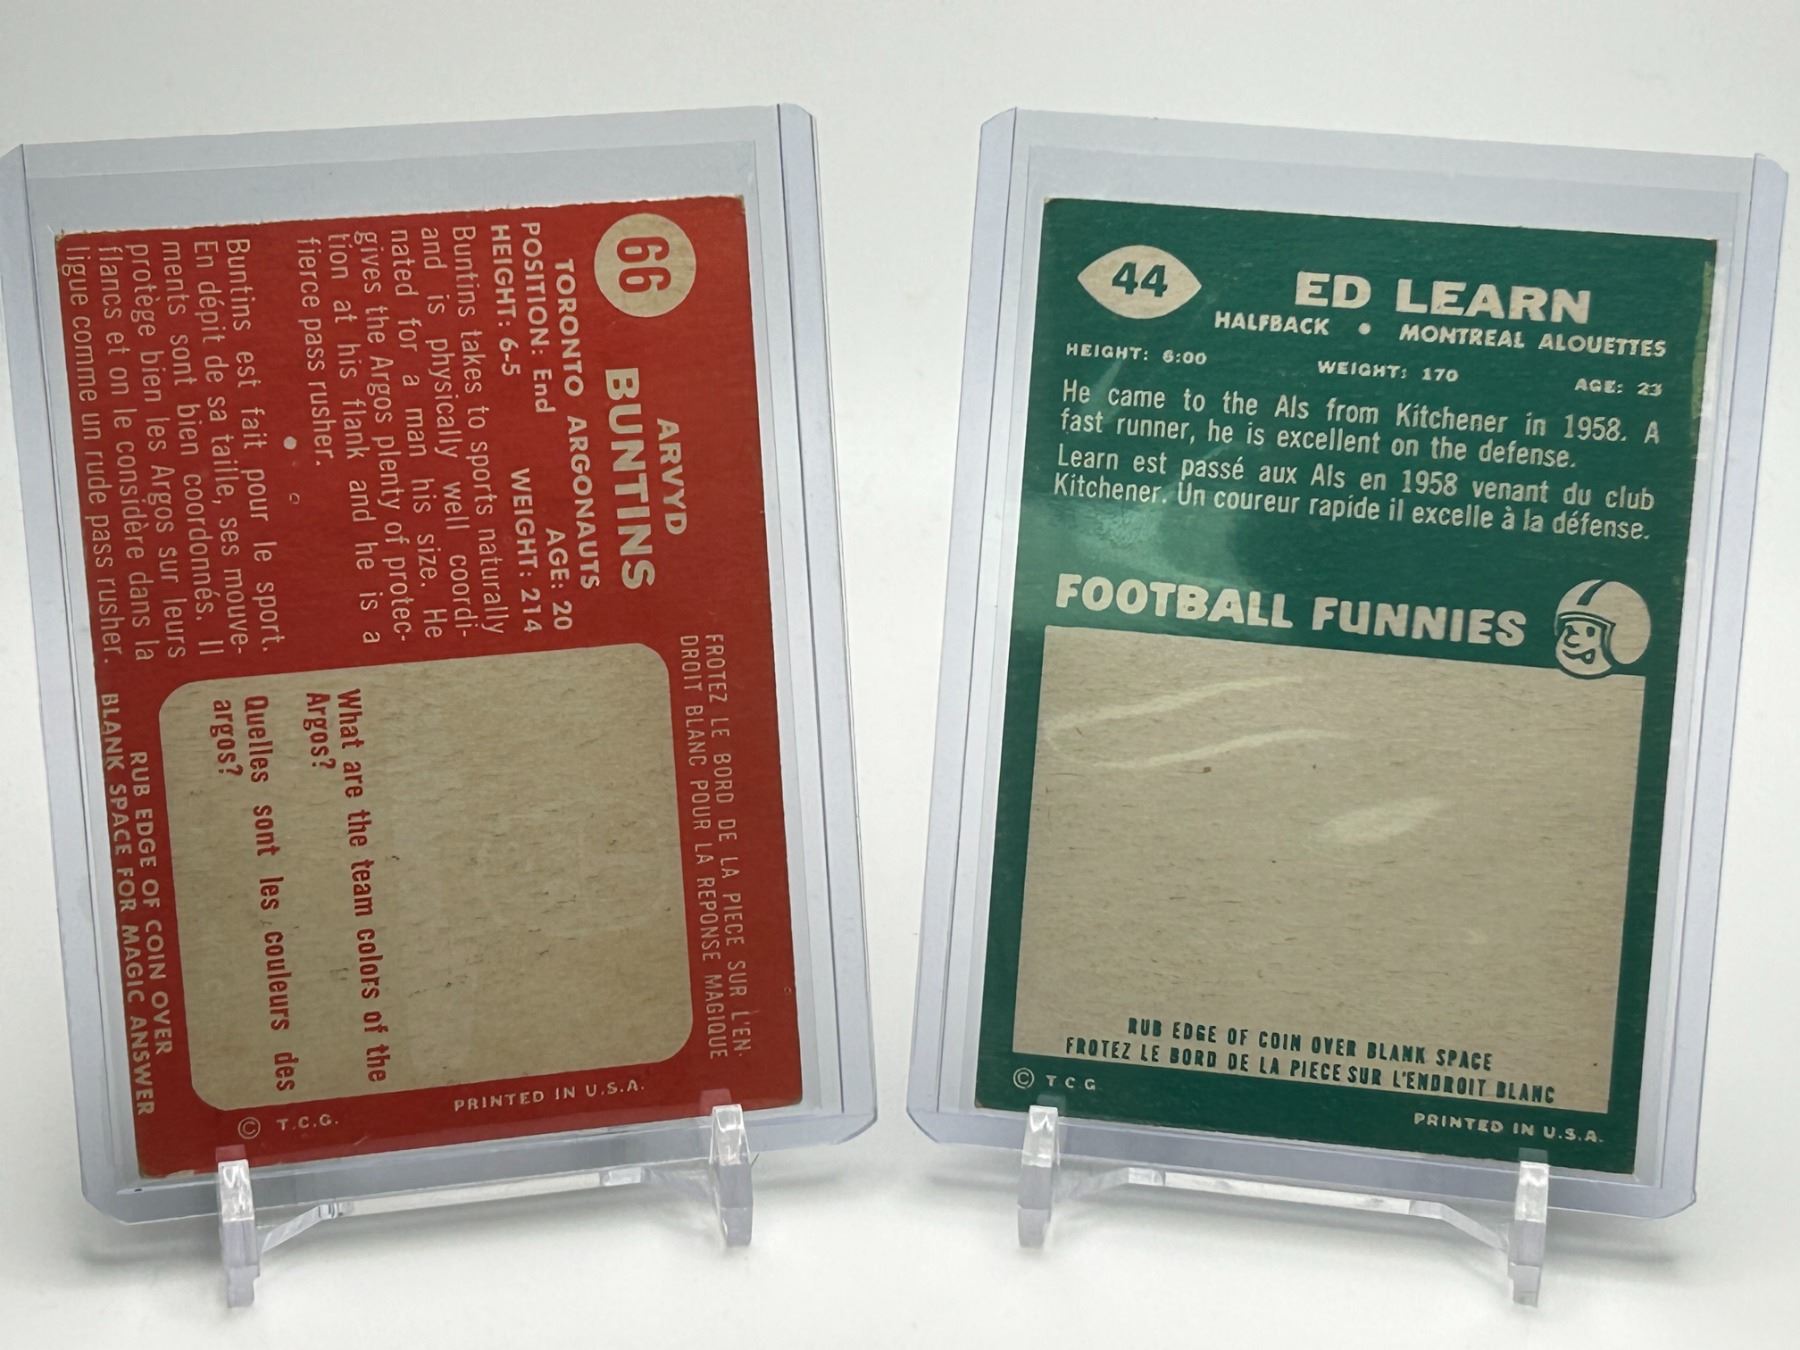 66
ARVYD
BUNTINS
TORONTO ARGONAUTS
POSITION: End AGE: 20
HEIGHT: 6-5 WEIGHT: 214
Buntins takes to sports naturally
and is physically well coordi-
nated for a man his size. He
gives the Argos plenty of protec-
tion at his flank and he is a
fierce pass rusher.
Buntins est fait pour le sport.
En dépit de sa taille, ses mouve-
ments sont bien coordonnés. Il
protège bien les Argos sur leurs
flancs et on le considère dans la
ligue comme un rude pass rusher.
FROTEZ LE BORD DE LA PIECE SUR L'EN-
DROIT BLANC POUR LA REPONSE MAGIQUE
What are the team colors of the
Argos?
Quelles sont les couleurs des
argos?
RUB EDGE OF COIN OVER
BLANK SPACE FOR MAGIC ANSWER
© T.C.G.
PRINTED IN U.S.A.
44
ED LEARN
HALFBACK • MONTREAL ALOUETTES
HEIGHT: 6:00 WEIGHT: 170 AGE: 23
He came to the Als from Kitchener in 1958. A
fast runner, he is excellent on the defense.
Learn est passé aux Als en 1958 venant du club
Kitchener. Un coureur rapide il excelle à la défense.
FOOTBALL FUNNIES
RUB EDGE OF COIN OVER BLANK SPACE
FROTEZ LE BORD DE LA PIECE SUR L'ENDROIT BLANC
© T.C.G.
PRINTED IN U.S.A.